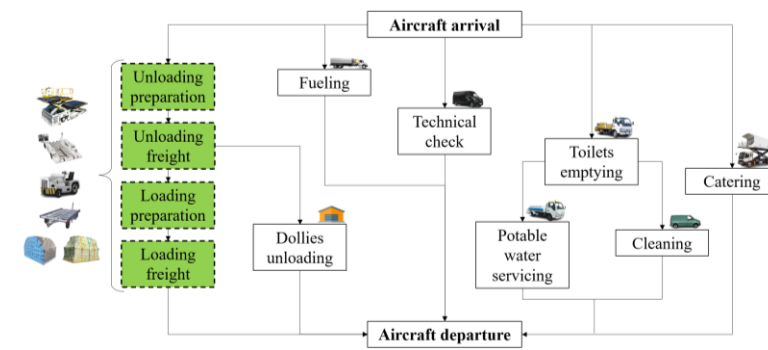 Aircraft arrival
Unloading
preparation
Fueling
Technical
check
Unloading
freight
Toilets
emptying
Catering
Loading
preparation
Dollies
unloading
Potable
water
servicing
Cleaning
Loading
freight
Aircraft departure